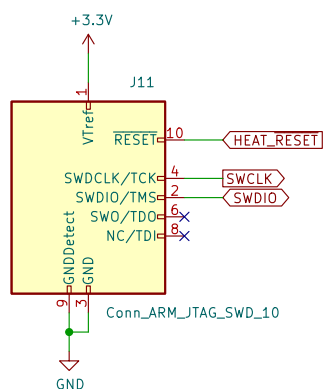 +3.3V
J11
1
VTref
RESET
10
HEAT_RESET
SWDCLK/TCK
4
SWCLK
SWDIO/TMS
2
SWDIO
SWO/TDO
6
NC/TDI
8
GNDDetect
GND
9
3
Conn_ARM_JTAG_SWD_10
GND